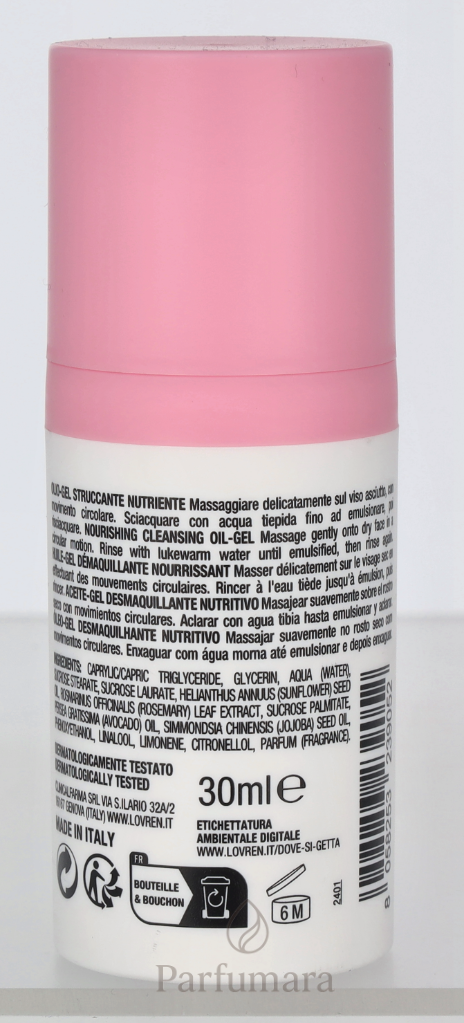 OLIO-GEL STRUCCANTE NUTRIENTE Massaggiare delicatamente sul viso asciutto, con
movimento circolare. Sciacquare con acqua tiepida fino ad emulsionare, poi
risciacquare. NOURISHING CLEANSING OIL-GEL Massage gently onto dry face in a
circular motion. Rinse with lukewarm water until emulsified, then rinse again.
HUILE-GEL DÉMAQUILLANTE NOURRISSANT Masser délicatement sur le visage sec en
effectuant des mouvements circulaires. Rincer à l'eau tiède jusqu'à émulsion, puis
rincer. ACEITE-GEL DESMAQUILLANTE NUTRITIVO Masajear suavemente sobre el rostro
seco con movimientos circulares. Aclarar con agua tibia hasta emulsionar y aclarar.
ÓLEO-GEL DESMAQUILHANTE NUTRITIVO Massajar suavemente no rosto seco com
movimentos circulares. Enxaguar com água morna até emulsionar e depois enxaguar.
INGREDIENTS: CAPRYLIC/CAPRIC TRIGLYCERIDE, GLYCERIN, AQUA (WATER),
SUCROSE STEARATE, SUCROSE LAURATE, HELIANTHUS ANNUUS (SUNFLOWER) SEED
OIL, ROSMARINUS OFFICINALIS (ROSEMARY) LEAF EXTRACT, SUCROSE PALMITATE,
PERSEA GRATISSIMA (AVOCADO) OIL, SIMMONDSIA CHINENSIS (JOJOBA) SEED OIL,
PHENOXYETHANOL, LINALOOL, LIMONENE, CITRONELLOL, PARFUM (FRAGRANCE).
DERMATOLOGICAMENTE TESTATO
DERMATOLOGICALLY TESTED
CLINICALFARMA SRL VIA S.ILARIO 32A/2
16167 GENOVA (ITALY) WWW.LOVREN.IT
MADE IN ITALY
30ml e
ETICHETTATURA
AMBIENTALE DIGITALE
WWW.LOVREN.IT/DOVE-SI-GETTA
FR
BOUTEILLE
& BOUCHON
6 M
2401
8 058253 239052
Parfumara